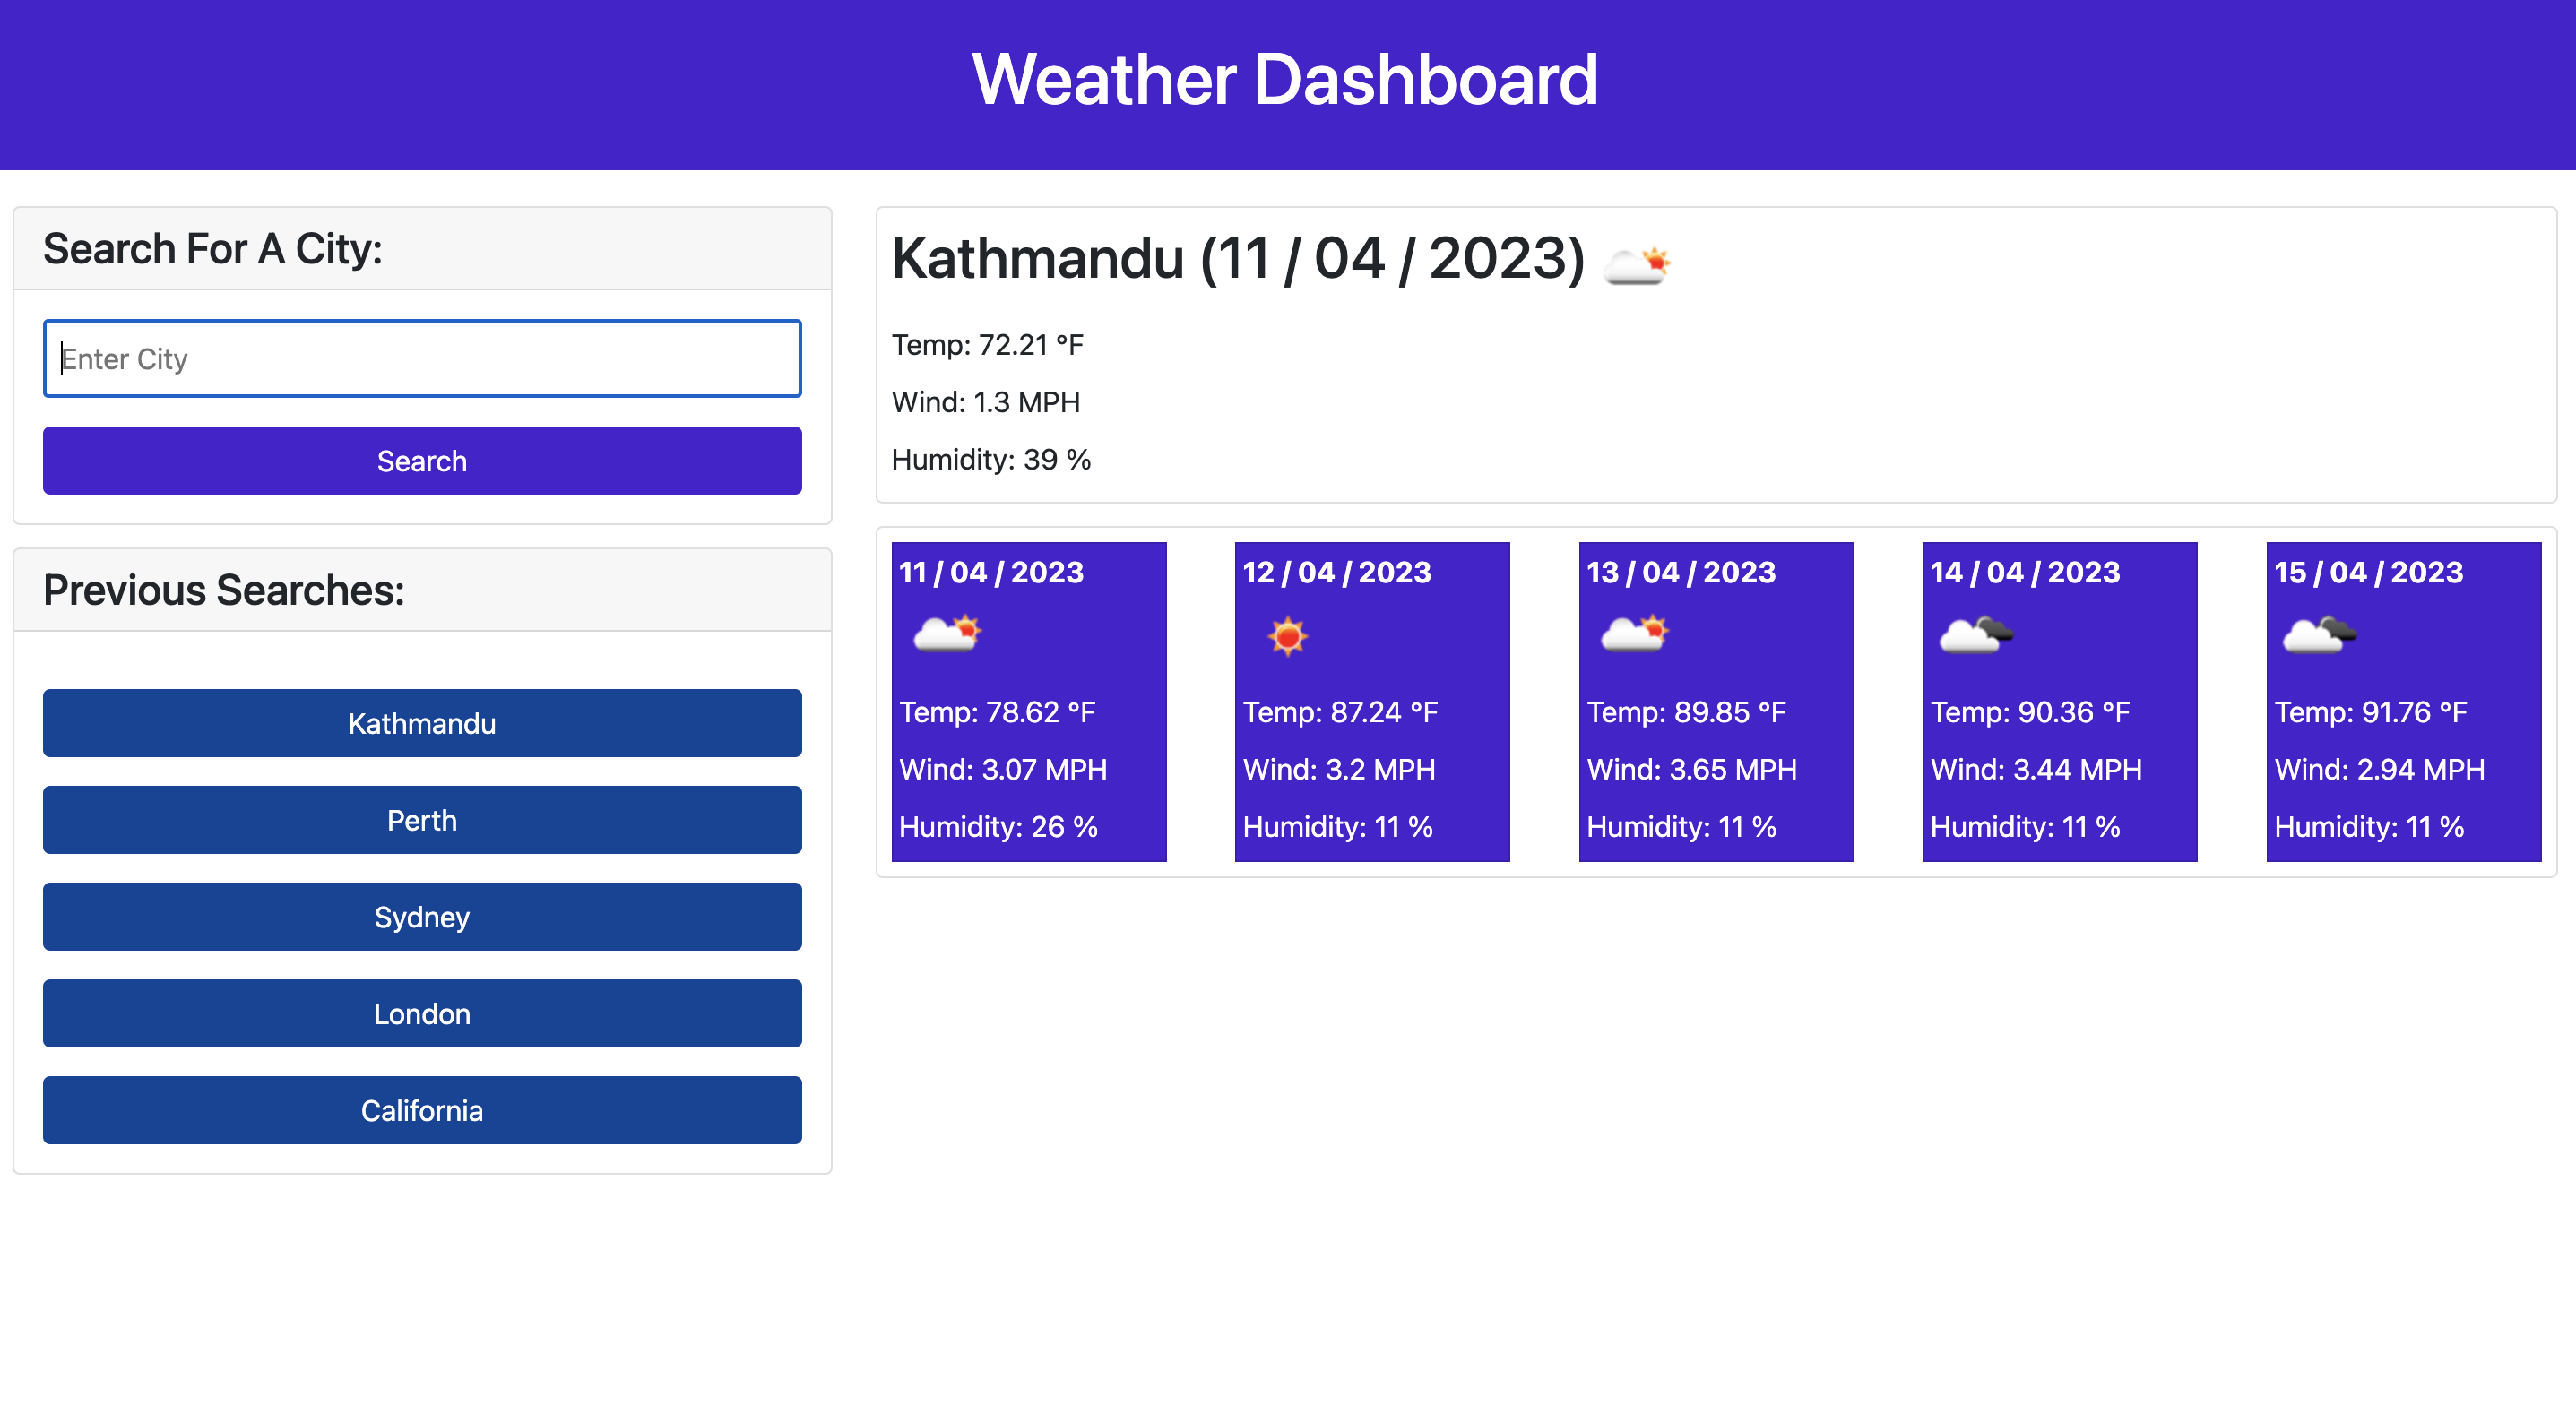 Weather Dashboard
Search For A City:
Enter City
Search
Previous Searches:
Kathmandu
Perth
Sydney
London
California
Kathmandu (11 / 04 / 2023)
Temp: 72.21 °F
Wind: 1.3 MPH
Humidity: 39 %
11 / 04 / 2023
Temp: 78.62 °F
Wind: 3.07 MPH
Humidity: 26 %
12 / 04 / 2023
Temp: 87.24 °F
Wind: 3.2 MPH
Humidity: 11 %
13 / 04 / 2023
Temp: 89.85 °F
Wind: 3.65 MPH
Humidity: 11 %
14 / 04 / 2023
Temp: 90.36 °F
Wind: 3.44 MPH
Humidity: 11 %
15 / 04 / 2023
Temp: 91.76 °F
Wind: 2.94 MPH
Humidity: 11 %